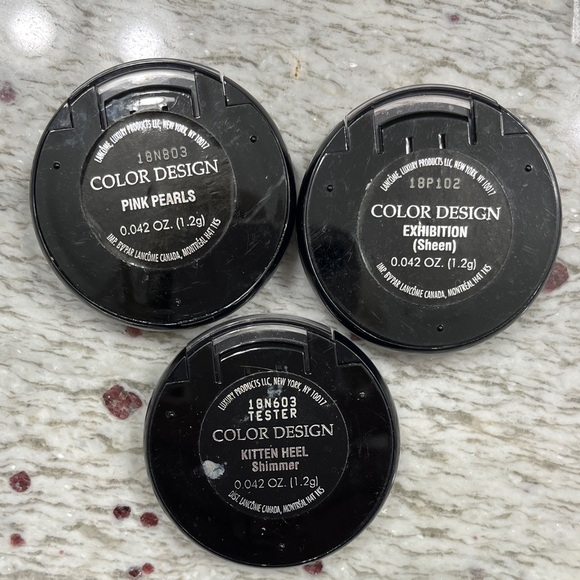 LANCÔME, LUXURY PRODUCTS LLC, NEW YORK, NY 10017
18N803
COLOR DESIGN
PINK PEARLS
0.042 OZ. (1.2g)
IMP. BY/PAR LANCÔME CANADA, MONTRÉAL H4T 1K5
LANCÔME, LUXURY PRODUCTS LLC, NEW YORK, NY 10017
18P102
COLOR DESIGN
EXHIBITION
(Sheen)
0.042 OZ. (1.2g)
IMP. BY/PAR LANCÔME CANADA, MONTRÉAL H4T 1K5
LUXURY PRODUCTS LLC, NEW YORK, NY 10017
18N603
TESTER
COLOR DESIGN
KITTEN HEEL
Shimmer
0.042 OZ. (1.2g)
DIST. LANCÔME CANADA, MONTRÉAL H4T 1K5